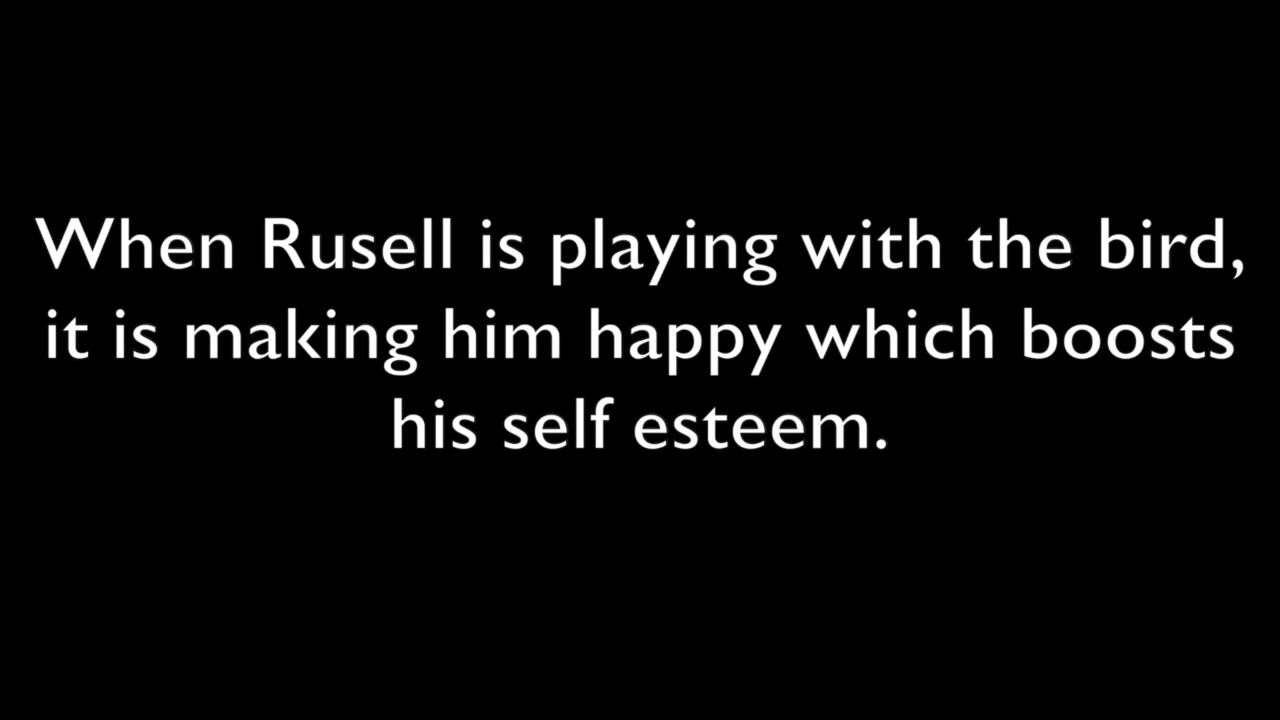 When Rusell is playing with the bird,
it is making him happy which boosts
his self esteem.